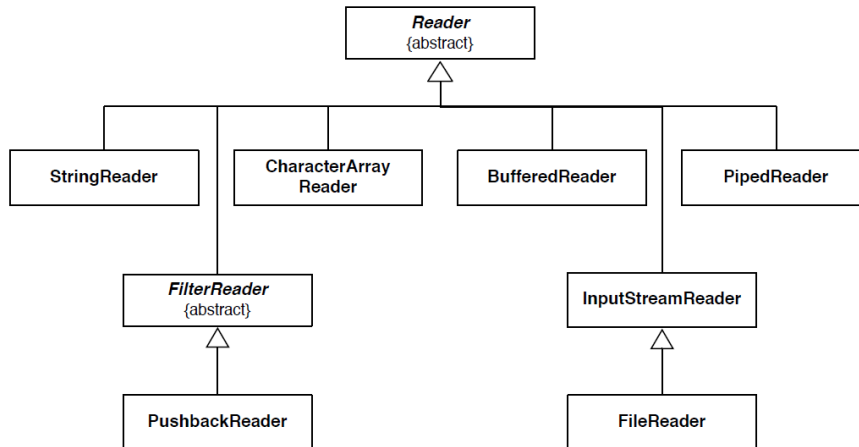 Reader
{abstract}
StringReader
CharacterArray
Reader
BufferedReader
PipedReader
FilterReader
{abstract}
InputStreamReader
PushbackReader
FileReader